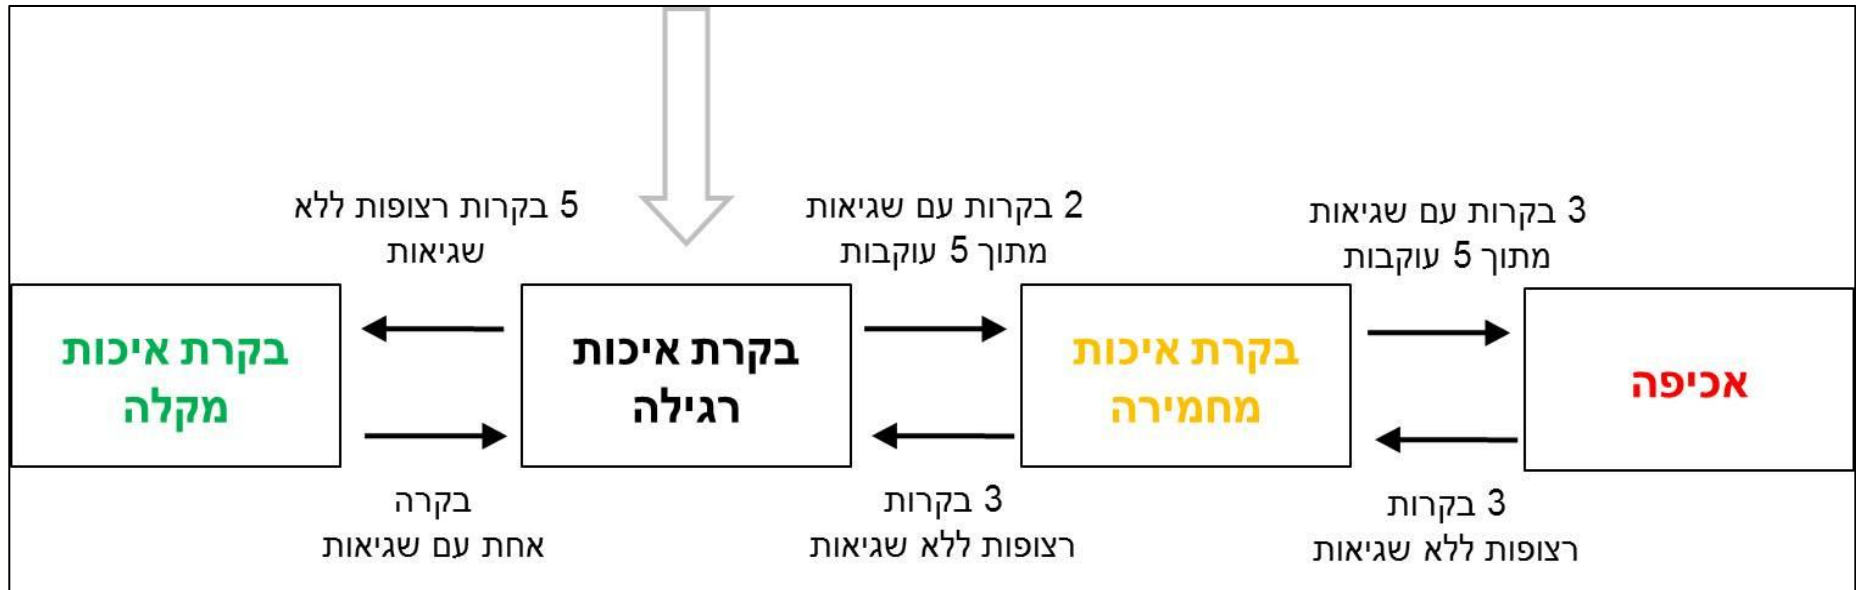 3 בקרות עם שגיאות
מתוך 5 עוקבות
2 בקרות עם שגיאות
מתוך 5 עוקבות
5 בקרות רצופות ללא
שגיאות
אכיפה
בקרת איכות
מחמירה
בקרת איכות
רגילה
בקרת איכות
מקלה
3 בקרות
רצופות ללא שגיאות
3 בקרות
רצופות ללא שגיאות
בקרה
אחת עם שגיאות